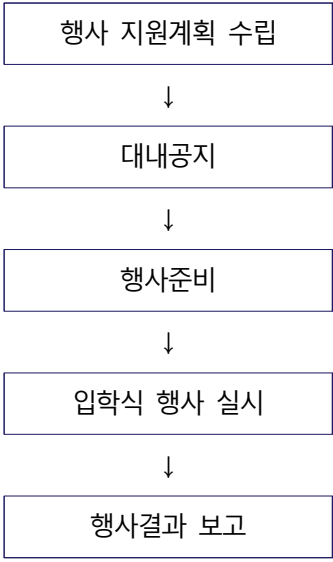 행사 지원계획 수립
↓
대내공지
↓
행사준비
↓
입학식 행사 실시
↓
행사결과 보고